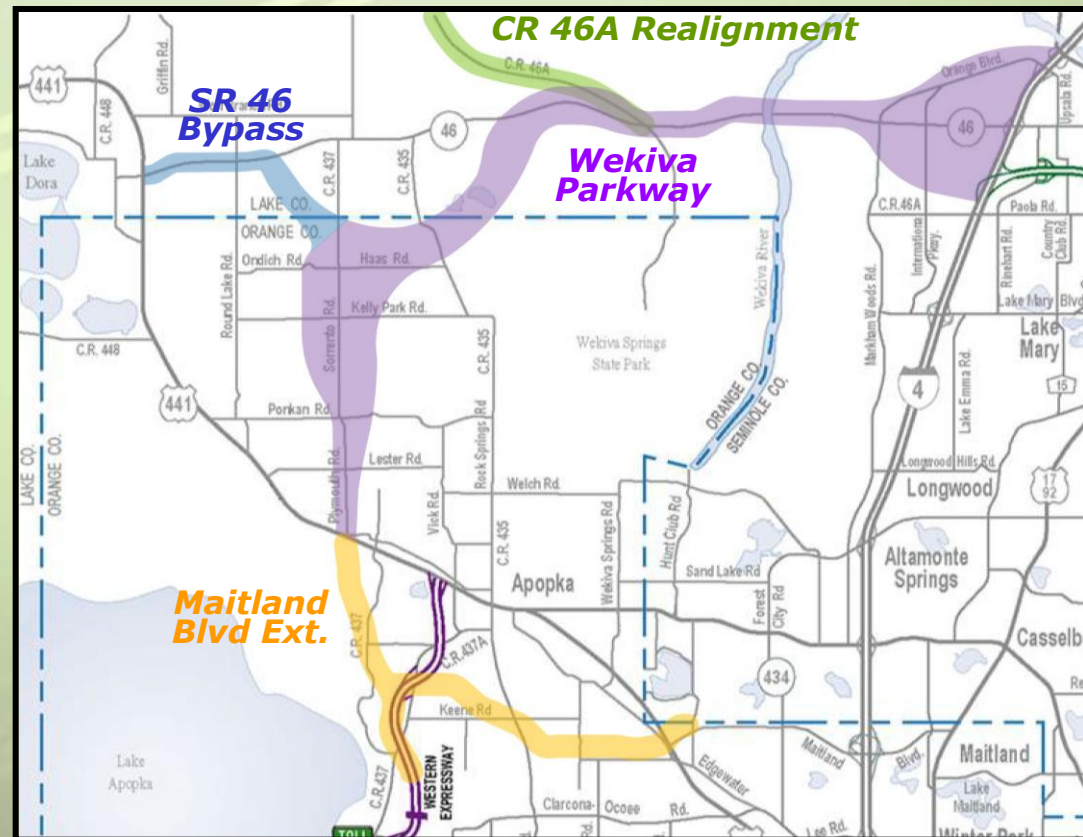 CR 46A Realignment
Griffin Rd.
C.R. 46A
Orange Blvd.
Upsala Rd.
441
C.R. 448
SR 46
Bypass
46
46
Lake
Dora
C.R. 437
C.R. 435
Wekiva
Parkway
LAKE CO.
ORANGE CO.
C.R.46A
Paola Rd.
Internationa
Pkwy.
Rinehart Rd.
Country
Club Rd.
Ondich Rd.
Haas Rd.
Round Lake Rd.
Sorrento Rd.
Kelly Park Rd.
Wekiva River
Markham Woods Rd.
Lake Mary Blvd
Lake
Mary
C.R. 448
C.R. 435
Wekiva Springs
State Park
4
15
441
Ponkan Rd.
Rock Springs Rd
ORANGE CO.
SEMINOLE CO.
Lake Emma Rd.
LAKE CO.
ORANGE CO.
Plymouth Rd.
Lester Rd.
Vick Rd.
Welch Rd.
Longwood Hills Rd.
Longwood
17
92
C.R. 435
Wekiva Springs Rd
Hunt Club Rd
Sand Lake Rd
Forest
City Rd
Altamonte
Springs
Apopka
Maitland
Blvd Ext.
C.R. 437
C.R.437A
Casselb
434
Re
Keene Rd
Maitland
Blvd.
Maitland
Edgewater
Lake
Apopka
C.R.437
WESTERN
EXPRESSWAY
Clarcona-
Ocoee
Rd.
Lake
Maitland
Lee Rd.
Winter Park
TOLL
Rd.
Rd.